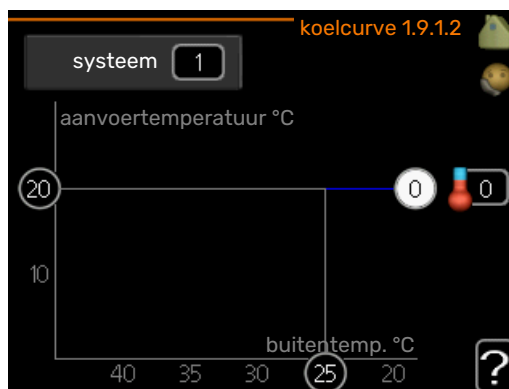 koelcurve 1.9.1.2
systeem 1
aanvoertemperatuur °C
20 0 0
10
buitentemp. °C
40 35 30 25 20
?